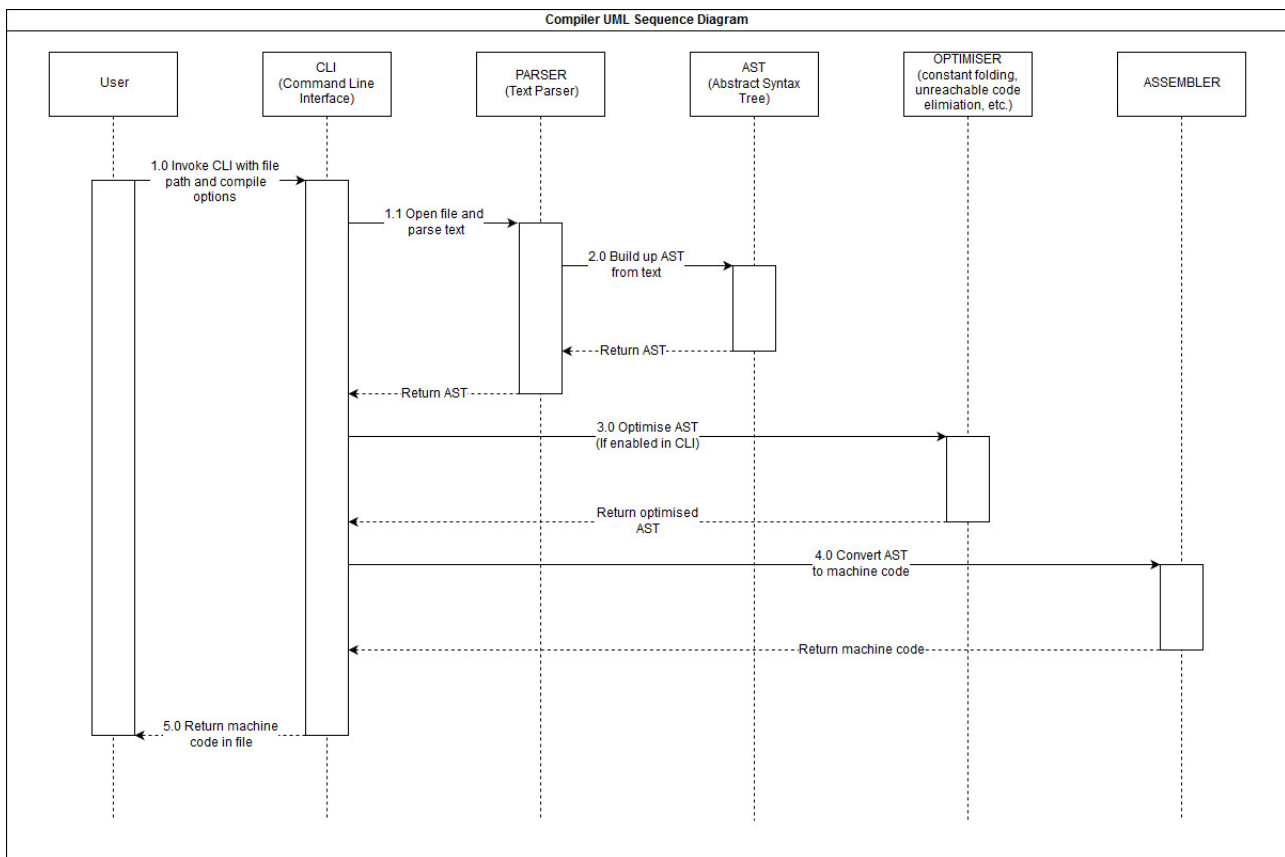 Compiler UML Sequence Diagram
User
CLI
(Command Line
Interface)
PARSER
(Text Parser)
AST
(Abstract Syntax
Tree)
OPTIMISER
(constant folding,
unreachable code
elimiation, etc.)
ASSEMBLER
1.0 Invoke CLI with file
path and compile
options
1.1 Open file and
parse text
2.0 Build up AST
from text
Return AST
Return AST
3.0 Optimise AST
(If enabled in CLI)
Return optimised
AST
4.0 Convert AST
to machine code
Return machine code
5.0 Return machine
code in file